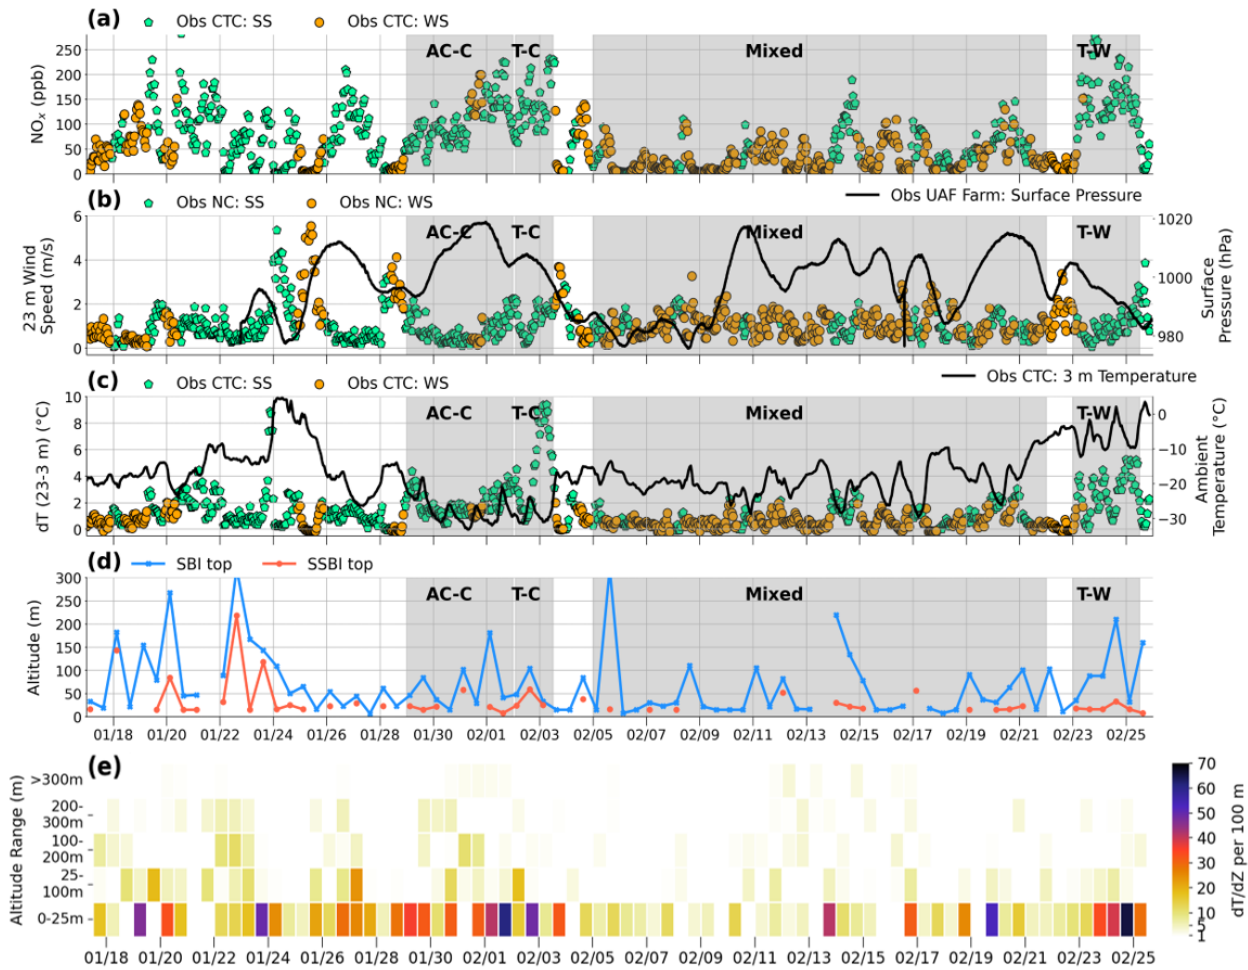 (a) Obs CTC: SS Obs CTC: WS
AC-C T-C Mixed T-W
NOx (ppb)
250
200
150
100
50
0
(b) Obs NC: SS Obs NC: WS Obs UAF Farm: Surface Pressure
AC-C T-C Mixed T-W
23 m Wind
Speed (m/s)
6
4
2
0
1020
1000
980
Surface
Pressure (hPa)
(c) Obs CTC: SS Obs CTC: WS Obs CTC: 3 m Temperature
AC-C T-C Mixed T-W
dT (23-3 m) (°C)
10
8
6
4
2
0
0
−10
−20
−30
Ambient
Temperature (°C)
(d) SBI top SSBI top
AC-C T-C Mixed T-W
Altitude (m)
300
250
200
150
100
50
0
01/18 01/20 01/22 01/24 01/26 01/28 01/30 02/01 02/03 02/05 02/07 02/09 02/11 02/13 02/15 02/17 02/19 02/21 02/23 02/25
(e)
Altitude Range (m)
>300m
200-
300m
100-
200m
25-
100m
0-25m
01/18 01/20 01/22 01/24 01/26 01/28 01/30 02/01 02/03 02/05 02/07 02/09 02/11 02/13 02/15 02/17 02/19 02/21 02/23 02/25
70
60
50
40
30
20
10
5
1
dT/dZ per 100 m